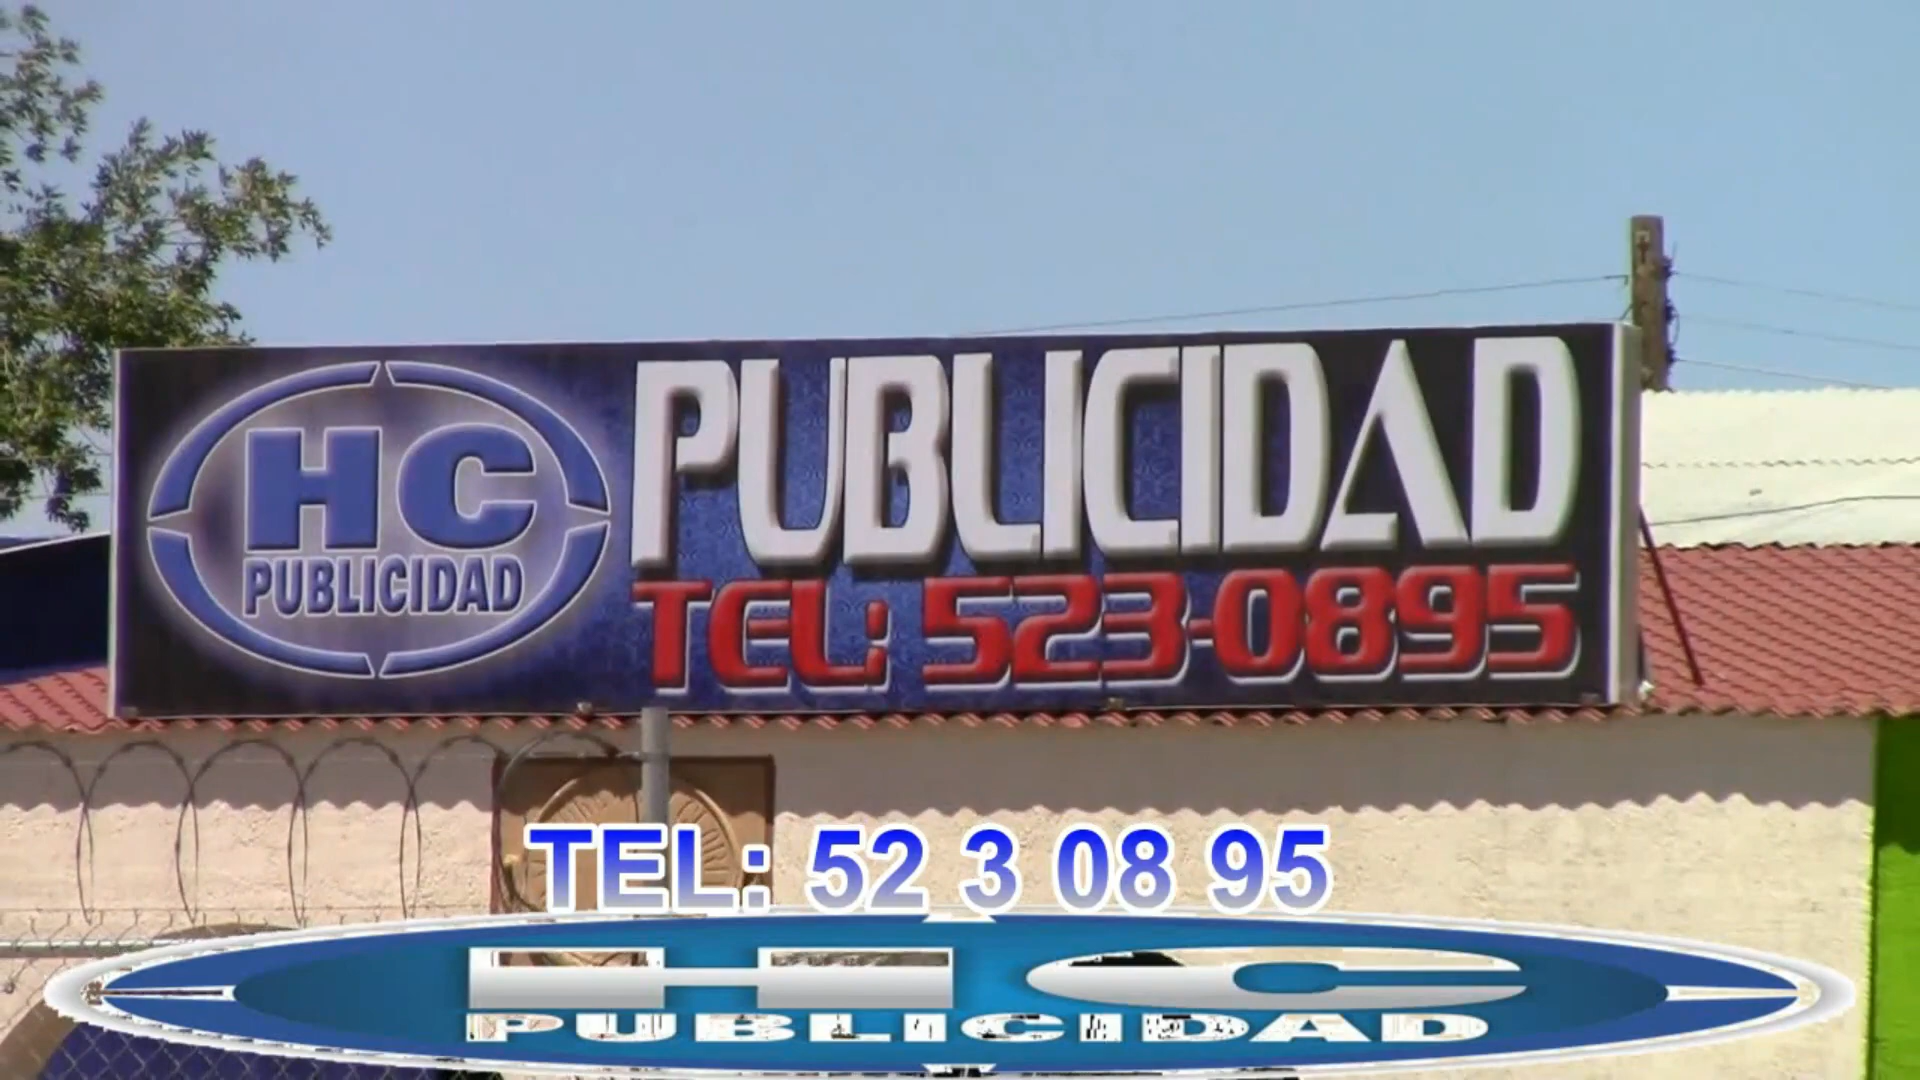 HC
PUBLICIDAD
PUBLICIDAD
TEL: 523-0895
TEL: 52 3 08 95
HC
PUBLICIDAD